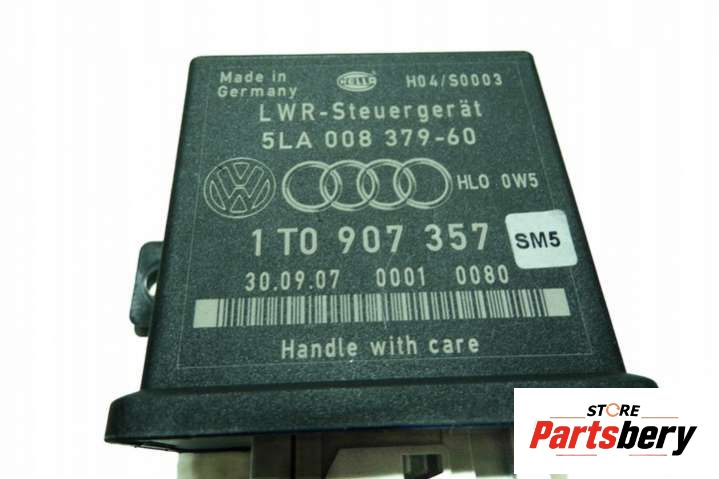 Made in
Germany
HELLA
H04/S0003
LWR-Steuergerät
5LA 008 379-60
HLO 0W5
1T0 907 357
SM5
30.09.07 0001 0080
Handle with care
STORE
Partsbery